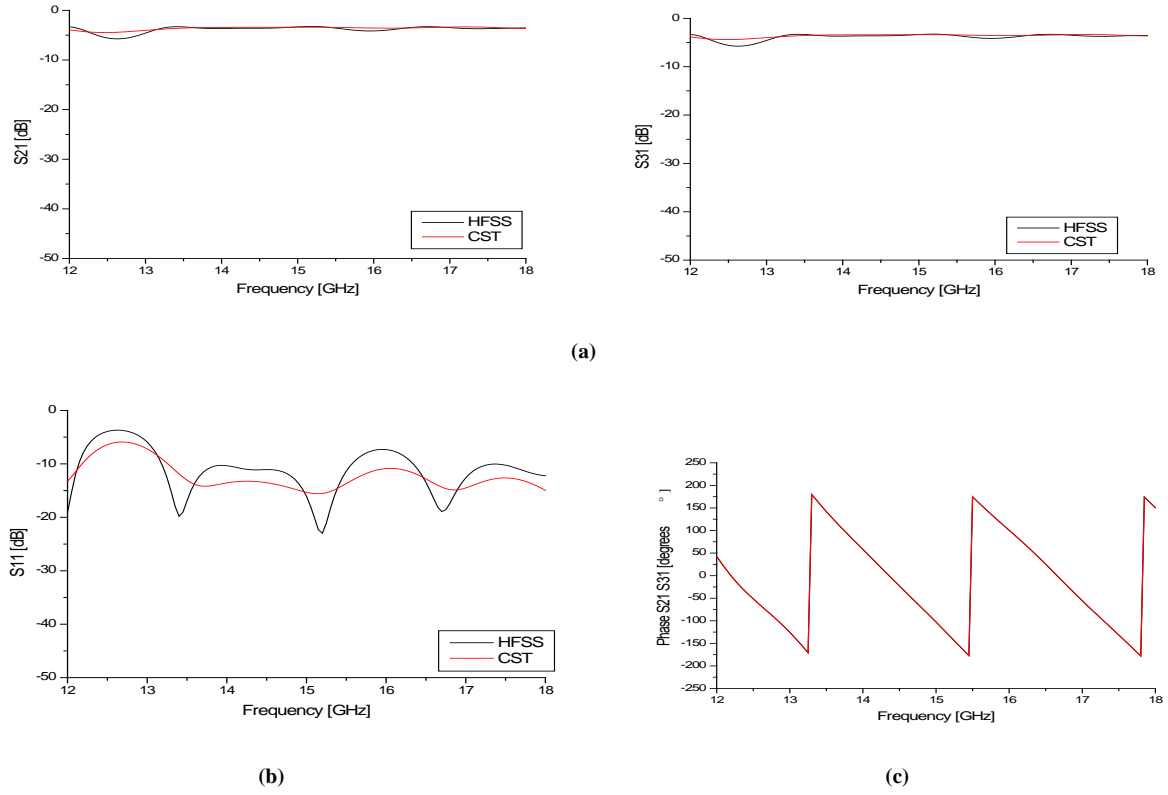 0
-10
-20
-30
-40
-50
S21 [dB]
HFSS
CST
12 13 14 15 16 17 18
Frequency [GHz]
0
-10
-20
-30
-40
-50
S31 [dB]
HFSS
CST
12 13 14 15 16 17 18
Frequency [GHz]
(a)
0
-10
-20
-30
-40
-50
S11 [dB]
HFSS
CST
12 13 14 15 16 17 18
Frequency [GHz]
(b)
250
200
150
100
50
0
-50
-100
-150
-200
-250
Phase S21 S31 [degrees °]
12 13 14 15 16 17 18
Frequency [GHz]
(c)